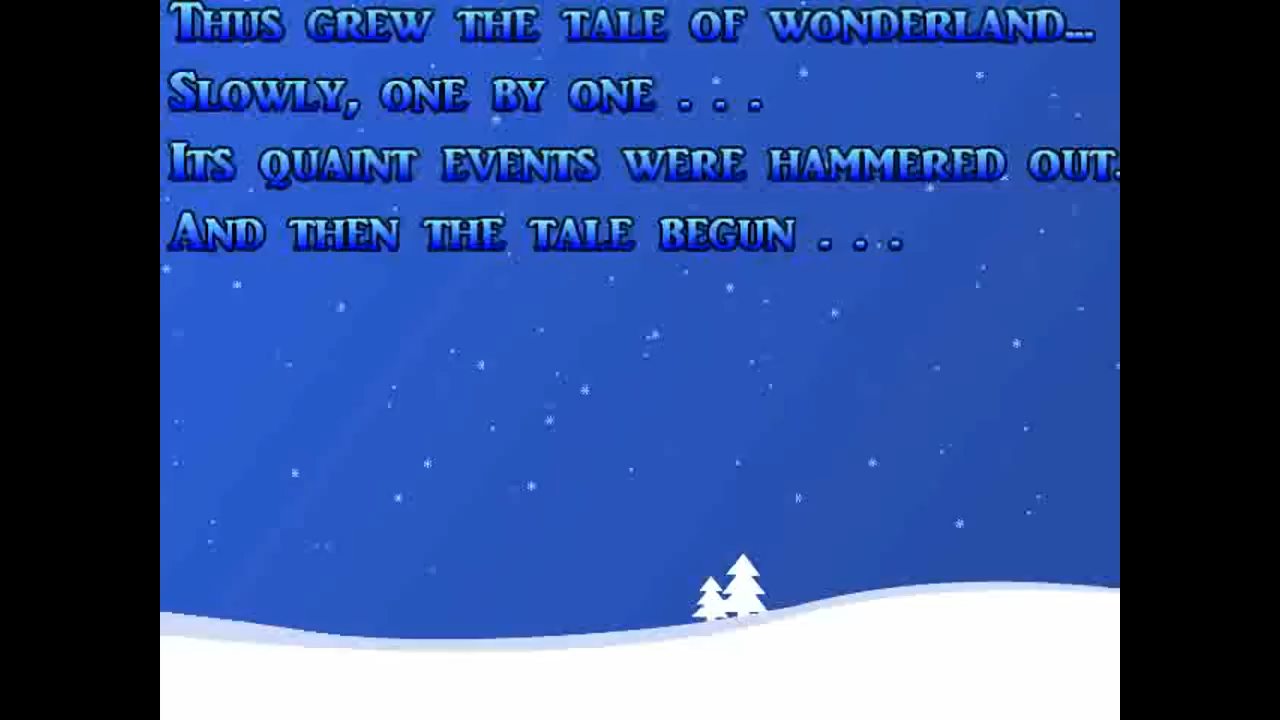 Thus grew the tale of wonderland...
Slowly, one by one . . .
Its quaint events were hammered out.
And then the tale begun . . .